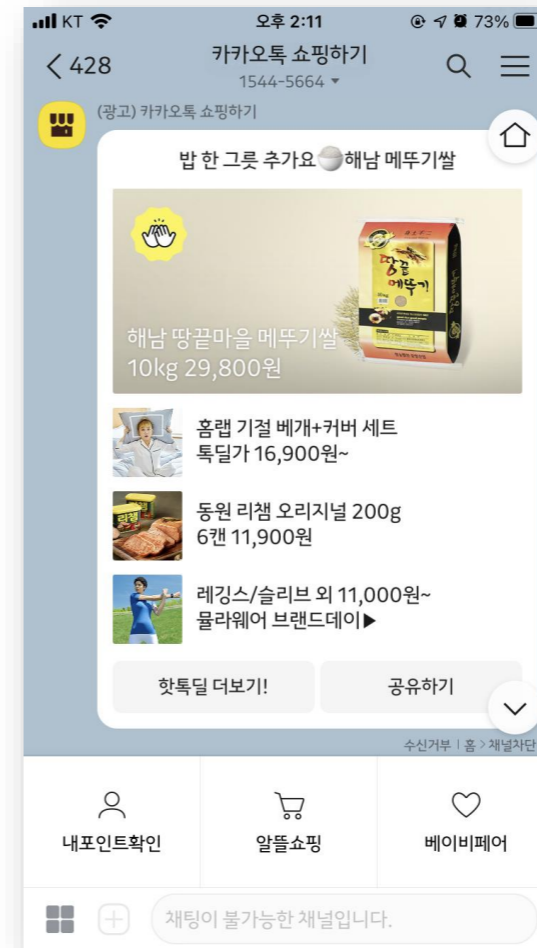 KT 오후 2:11 73%
428 카카오톡 쇼핑하기
1544-5664
(광고) 카카오톡 쇼핑하기
밥 한 그릇 추가요🍚해남 메뚜기쌀
땅끝
메뚜기
해남 땅끝마을 메뚜기쌀
10kg 29,800원
홈랩 기절 베개+커버 세트
톡딜가 16,900원~
동원 리챔 오리지널 200g
6캔 11,900원
리챔
레깅스/슬리브 외 11,000원~
뮬라웨어 브랜드데이▶
핫톡딜 더보기! 공유하기
수신거부 | 홈 > 채널차단
내포인트확인 알뜰쇼핑 베이비페어
채팅이 불가능한 채널입니다.